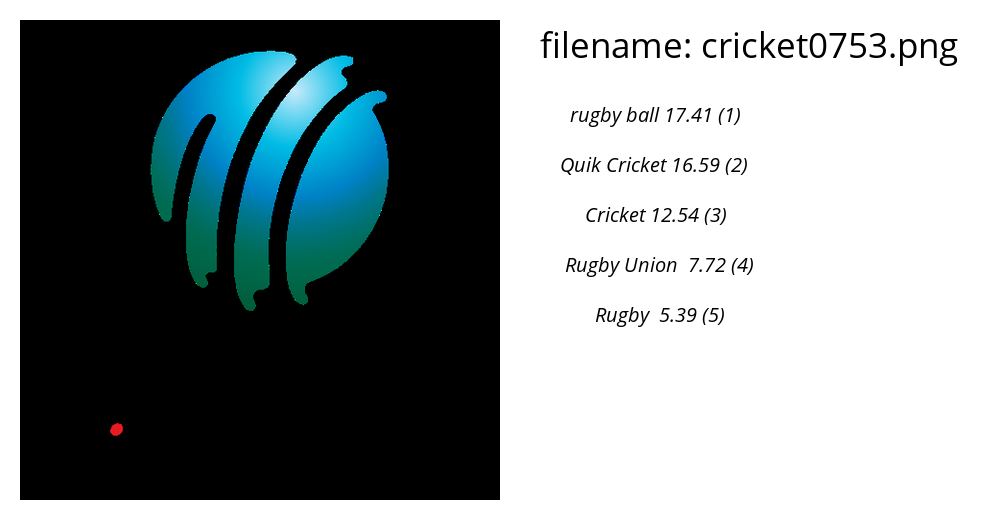 filename: cricket0753.png
rugby ball 17.41 (1)
Quik Cricket 16.59 (2)
Cricket 12.54 (3)
Rugby Union 7.72 (4)
Rugby 5.39 (5)